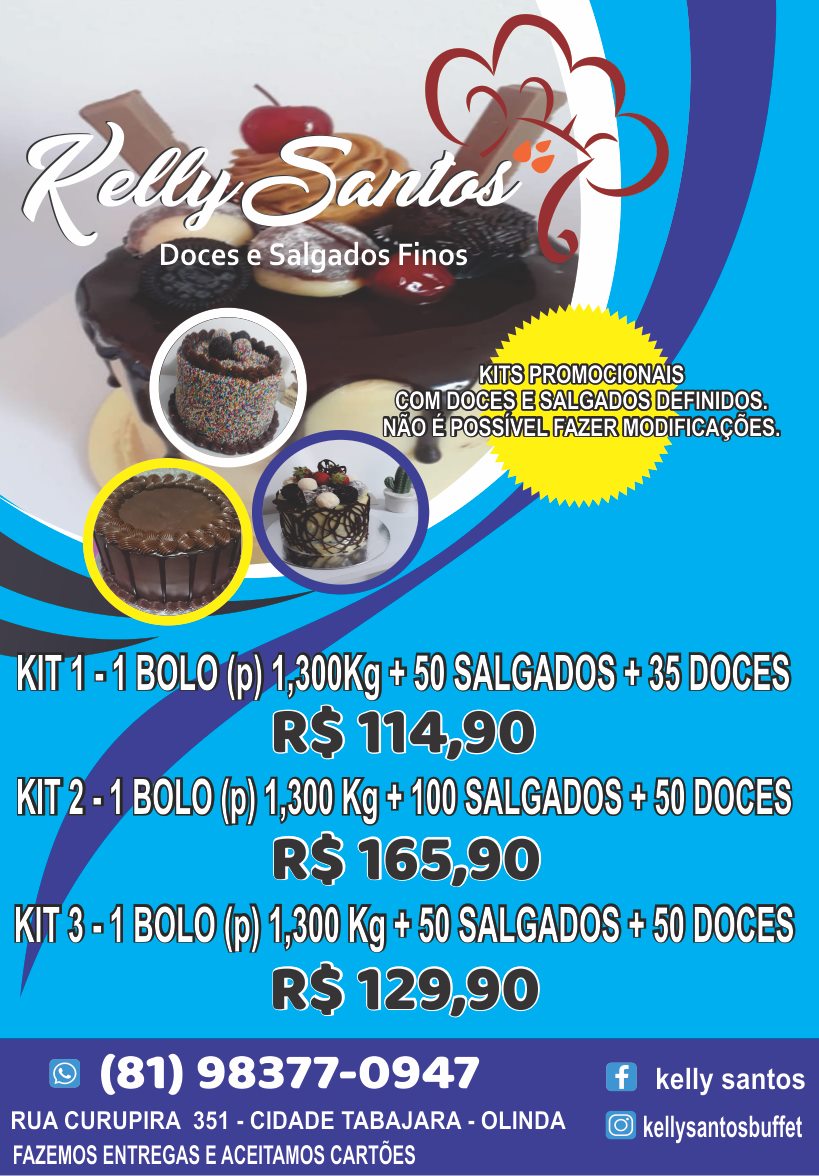 Kelly Santos
Doces e Salgados Finos
KITS PROMOCIONAIS
COM DOCES E SALGADOS DEFINIDOS.
NÃO É POSSÍVEL FAZER MODIFICAÇÕES.
KIT 1 - 1 BOLO (p) 1,300Kg + 50 SALGADOS + 35 DOCES
R$ 114,90
KIT 2 - 1 BOLO (p) 1,300 Kg + 100 SALGADOS + 50 DOCES
R$ 165,90
KIT 3 - 1 BOLO (p) 1,300 Kg + 50 SALGADOS + 50 DOCES
R$ 129,90
(81) 98377-0947
kelly santos
RUA CURUPIRA 351 - CIDADE TABAJARA - OLINDA
kellysantosbuffet
FAZEMOS ENTREGAS E ACEITAMOS CARTÕES